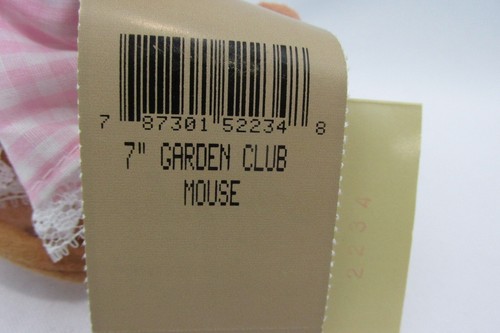 7 87301 52234 8
7" GARDEN CLUB
MOUSE
2234